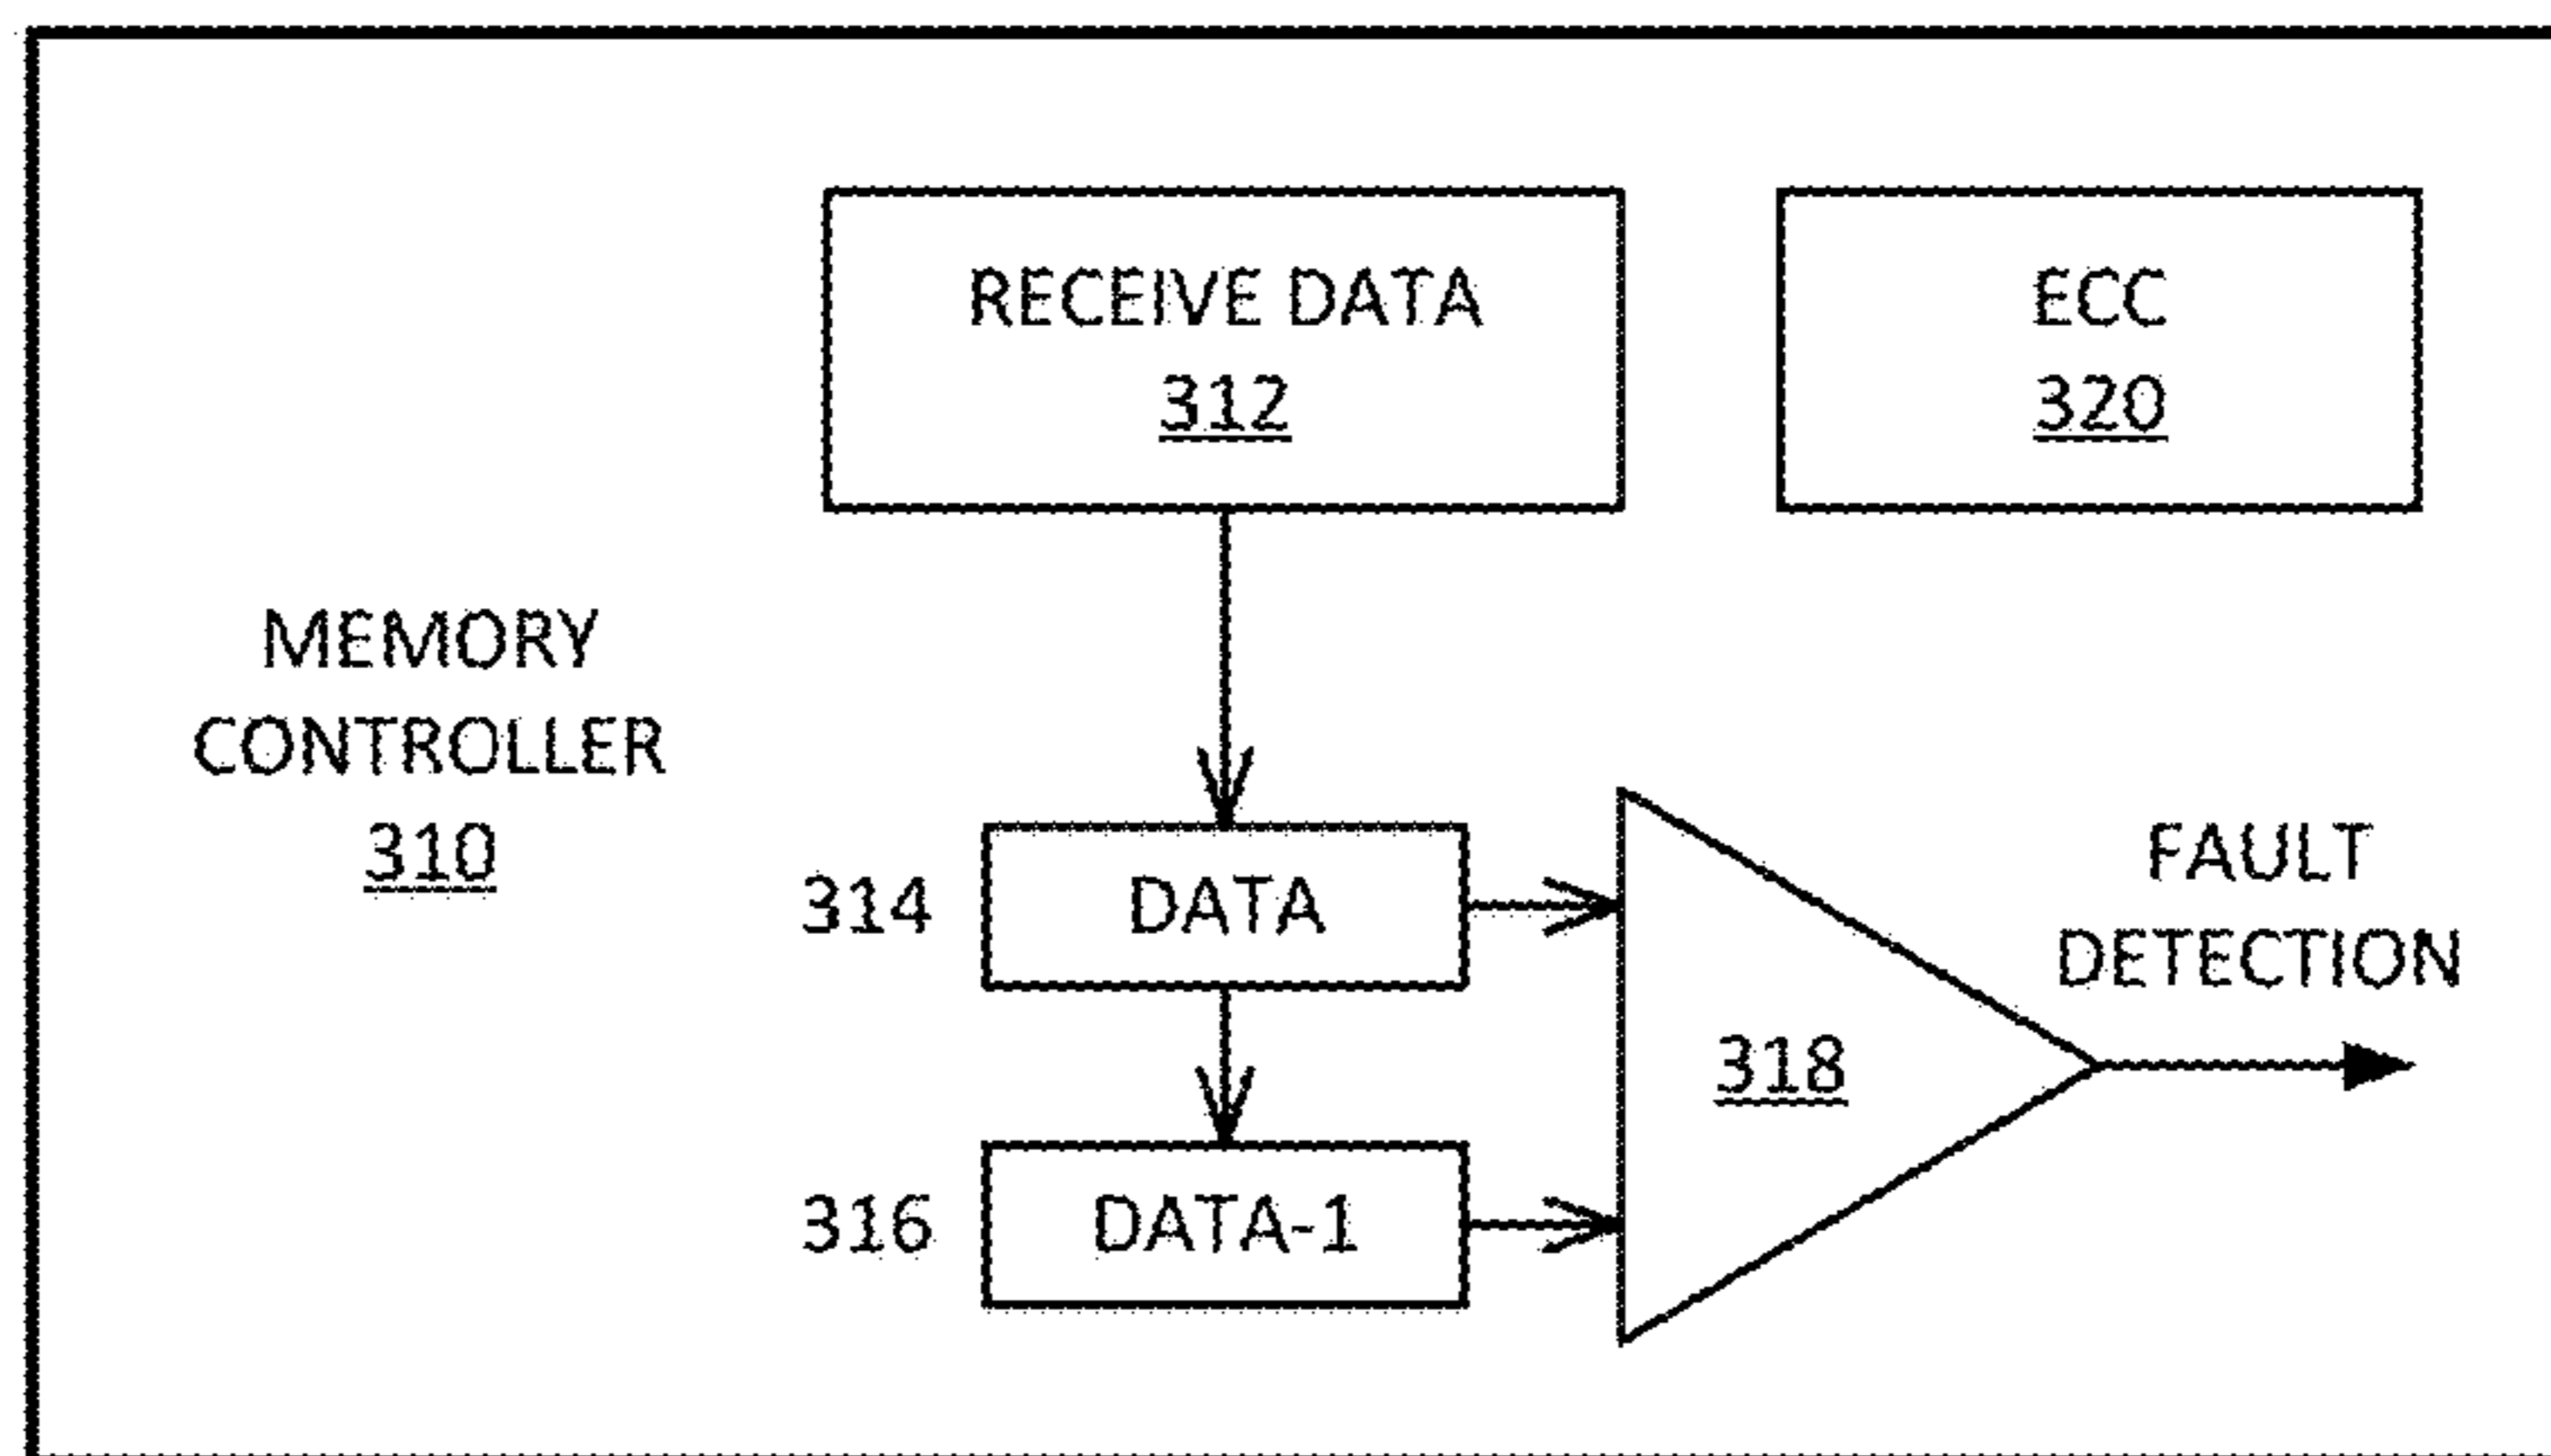 RECEIVE DATA
312
ECC
320
MEMORY
CONTROLLER
310
314
DATA
FAULT
DETECTION
318
316
DATA-1